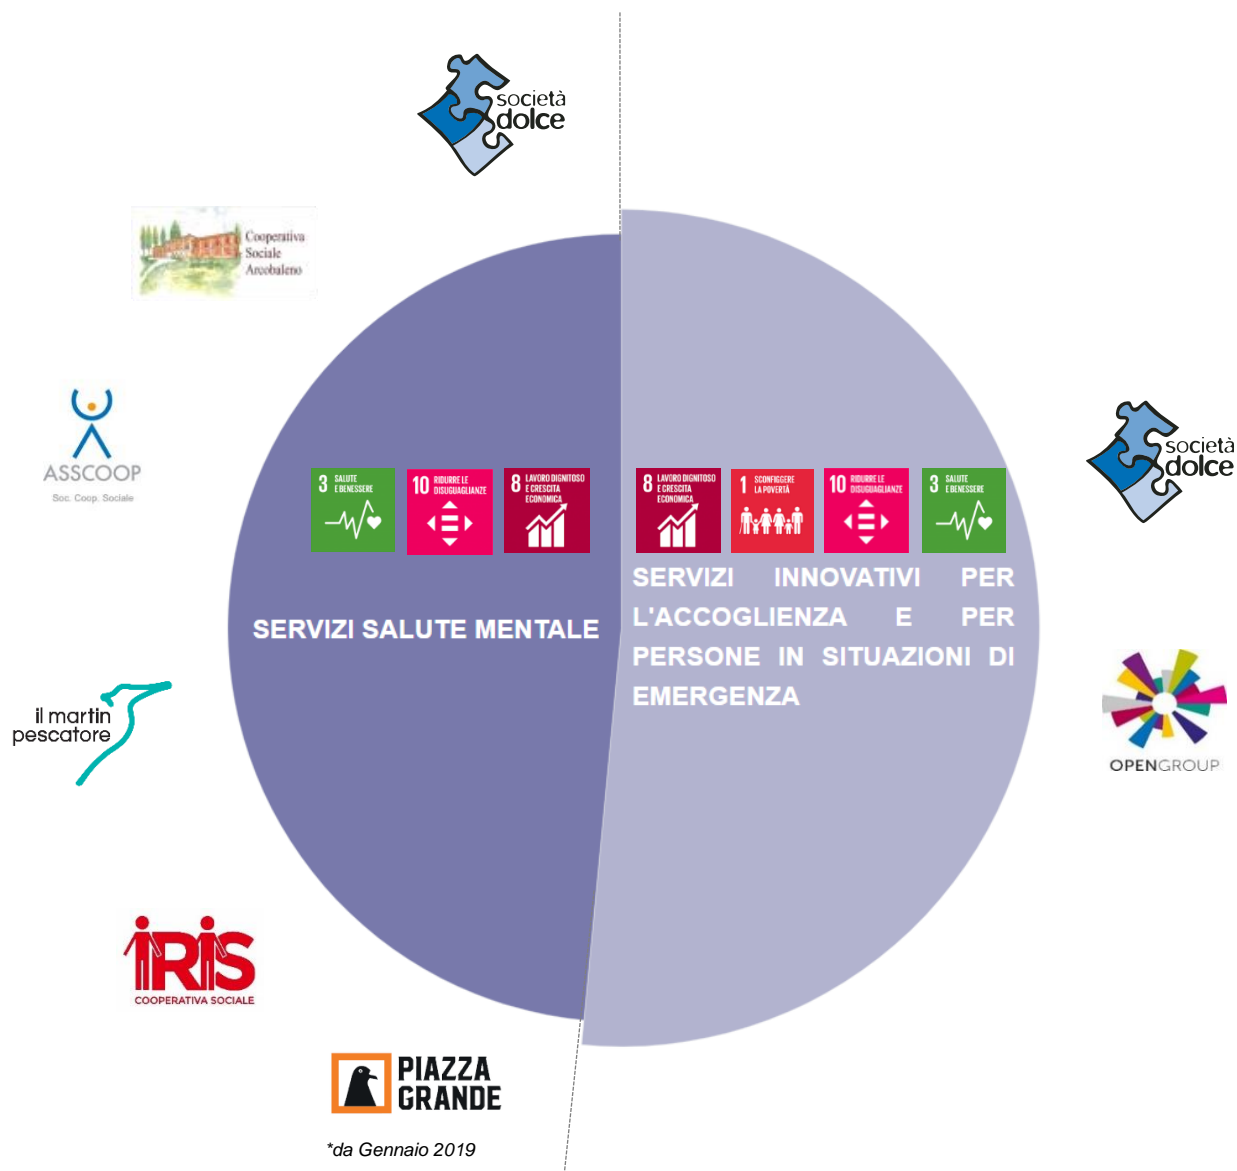 società
dolce
Cooperativa
Sociale
Arcobaleno
ASSCOOP
Soc. Coop. Sociale
il martin
pescatore
IRIS
COOPERATIVA SOCIALE
PIAZZA
GRANDE
*da Gennaio 2019
3 SALUTE
E BENESSERE
10 RIDURRE LE
DISUGUAGLIANZE
8 LAVORO DIGNITOSO
E CRESCITA
ECONOMICA
SERVIZI SALUTE MENTALE
8 LAVORO DIGNITOSO
E CRESCITA
ECONOMICA
1 SCONFIGGERE
LA POVERTÀ
10 RIDURRE LE
DISUGUAGLIANZE
3 SALUTE
E BENESSERE
SERVIZI INNOVATIVI PER
L'ACCOGLIENZA E PER
PERSONE IN SITUAZIONI DI
EMERGENZA
società
dolce
OPENGROUP